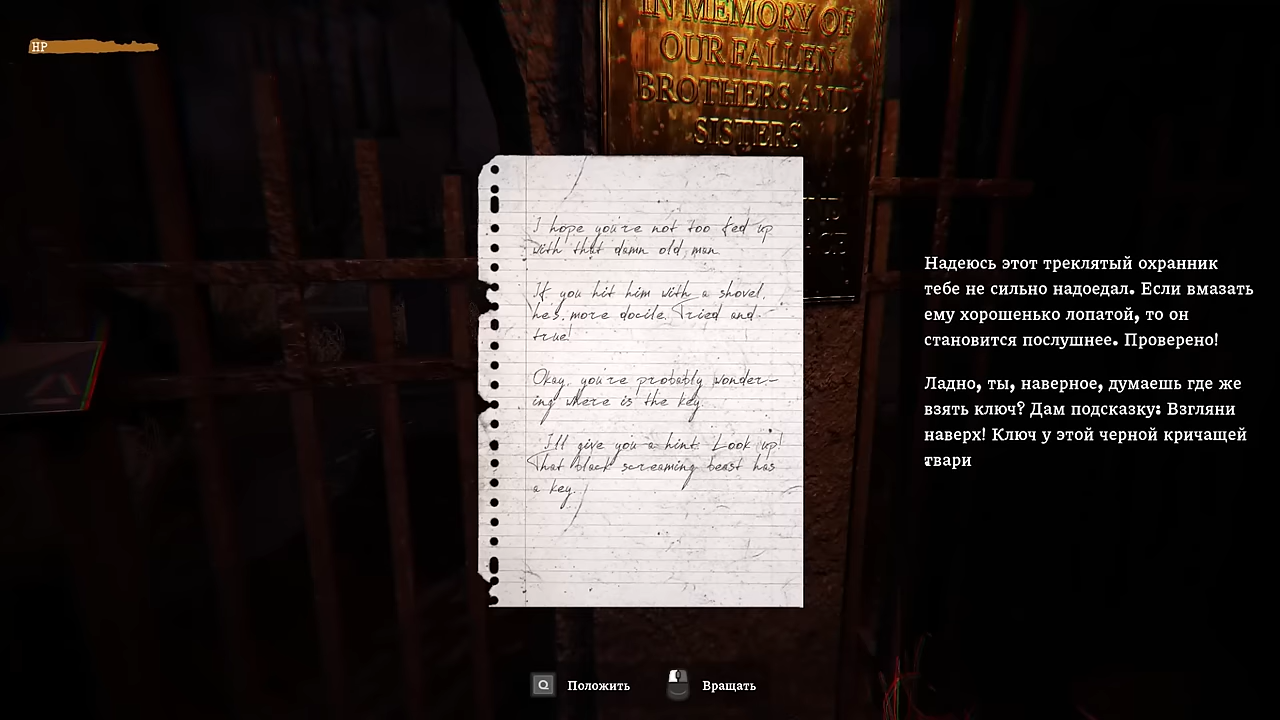 HP
IN MEMORY OF
OUR FALLEN
BROTHERS AND
SISTERS
I hope you're not too fed up
with that damn old man.
If you hit him with a shovel,
he's more docile. Tried and
true!
Okay, you're probably wonder-
ing where is the key.
I'll give you a hint. Look up!
That black screaming beast has
a key.
Надеюсь этот треклятый охранник
тебе не сильно надоедал. Если вмазать
ему хорошенько лопатой, то он
становится послушнее. Проверено!
Ладно, ты, наверное, думаешь где же
взять ключ? Дам подсказку: Взгляни
наверх! Ключ у этой черной кричащей
твари
Q Положить
Вращать